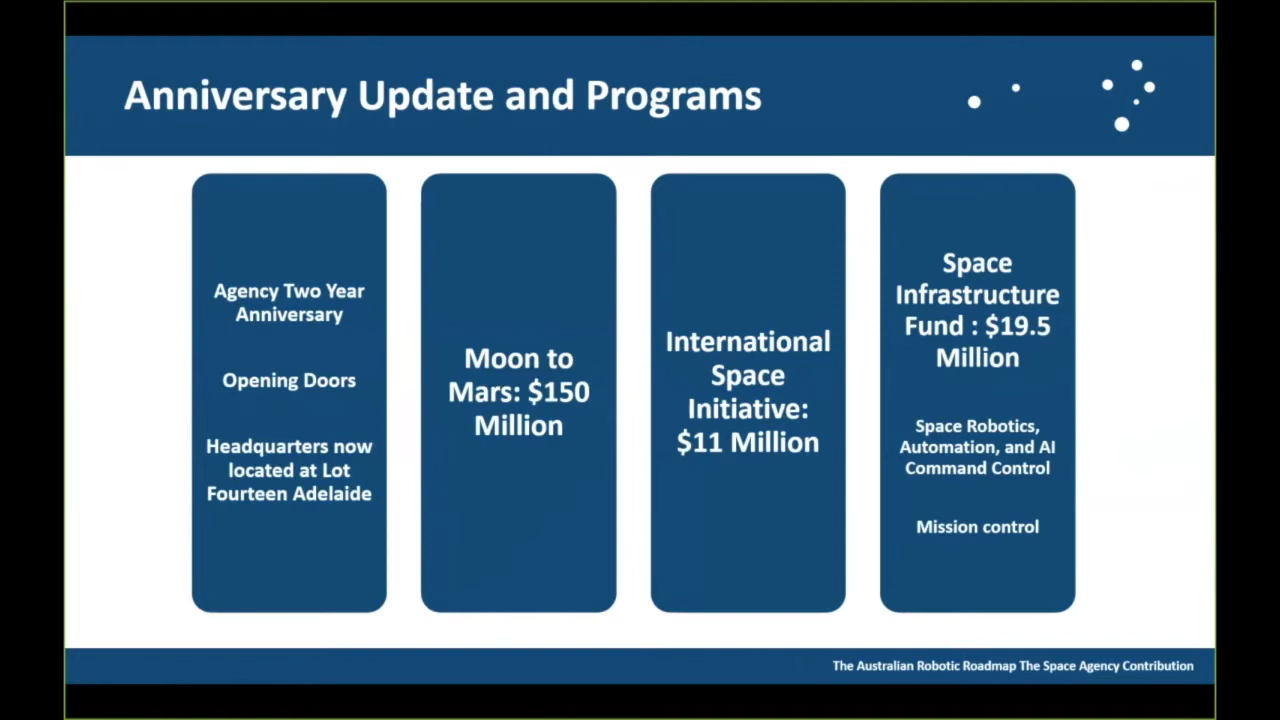 Anniversary Update and Programs
Agency Two Year
Anniversary
Opening Doors
Headquarters now
located at Lot
Fourteen Adelaide
Moon to
Mars: $150
Million
International
Space
Initiative:
$11 Million
Space
Infrastructure
Fund : $19.5
Million
Space Robotics,
Automation, and AI
Command Control
Mission control
The Australian Robotic Roadmap The Space Agency Contribution